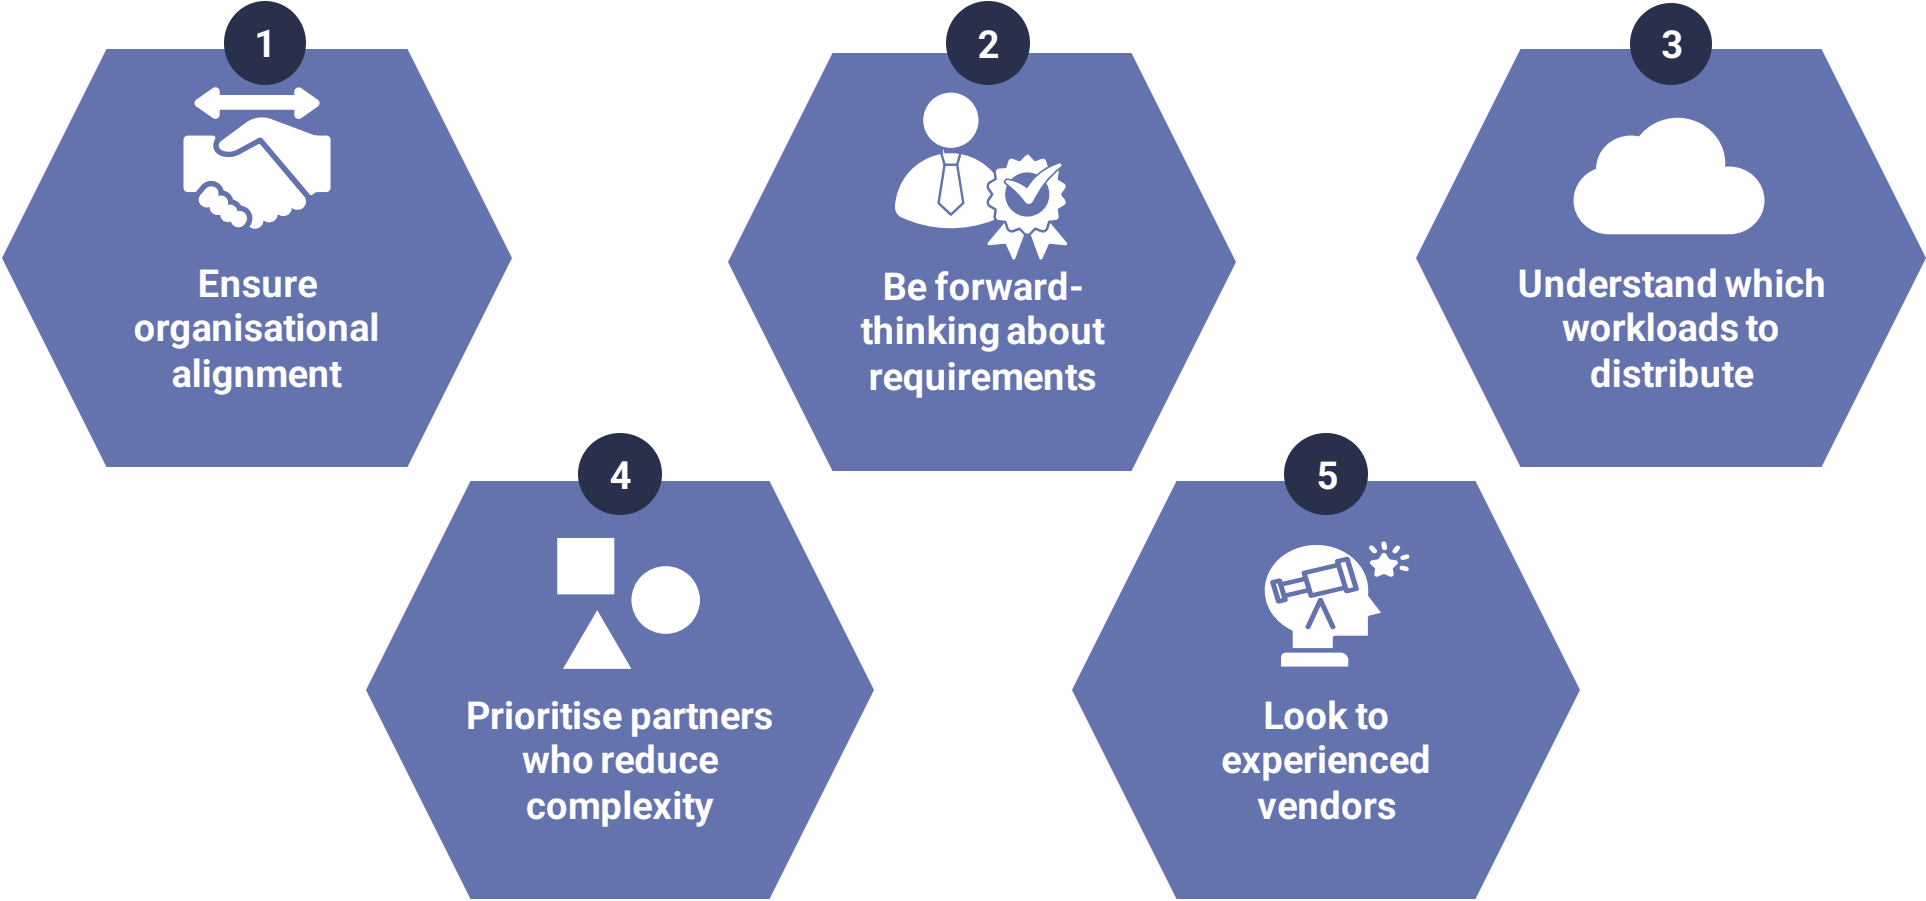 1
Ensure
organisational
alignment
2
Be forward-
thinking about
requirements
3
Understand which
workloads to
distribute
4
Prioritise partners
who reduce
complexity
5
Look to
experienced
vendors